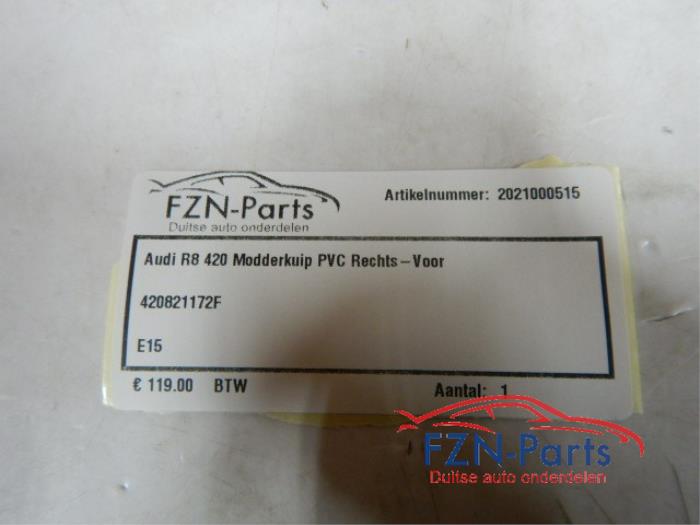 FZN-Parts
Duitse auto onderdelen
Artikelnummer: 2021000515
Audi R8 420 Modderkuip PVC Rechts-Voor
420821172F
E15
€ 119.00 BTW
Aantal: 1
FZN-Parts
Duitse auto onderdelen